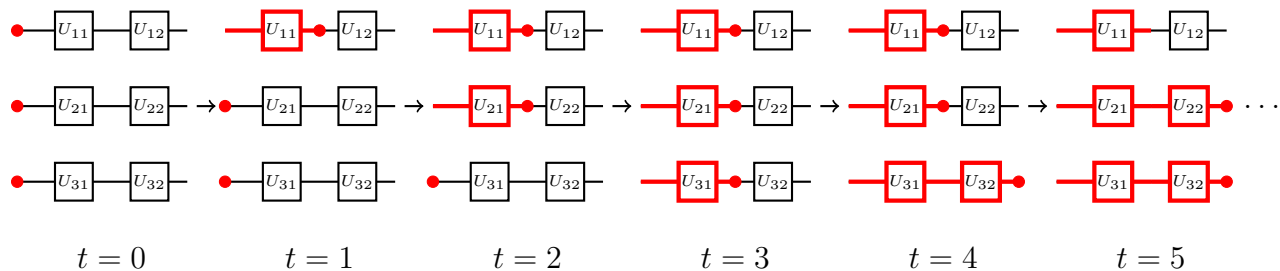 U₁₁ U₁₂ U₁₁ U₁₂ U₁₁ U₁₂ U₁₁ U₁₂ U₁₁ U₁₂ U₁₁ U₁₂
U₂₁ U₂₂ → U₂₁ U₂₂ → U₂₁ U₂₂ → U₂₁ U₂₂ → U₂₁ U₂₂ → U₂₁ U₂₂ ···
U₃₁ U₃₂ U₃₁ U₃₂ U₃₁ U₃₂ U₃₁ U₃₂ U₃₁ U₃₂ U₃₁ U₃₂
t = 0 t = 1 t = 2 t = 3 t = 4 t = 5